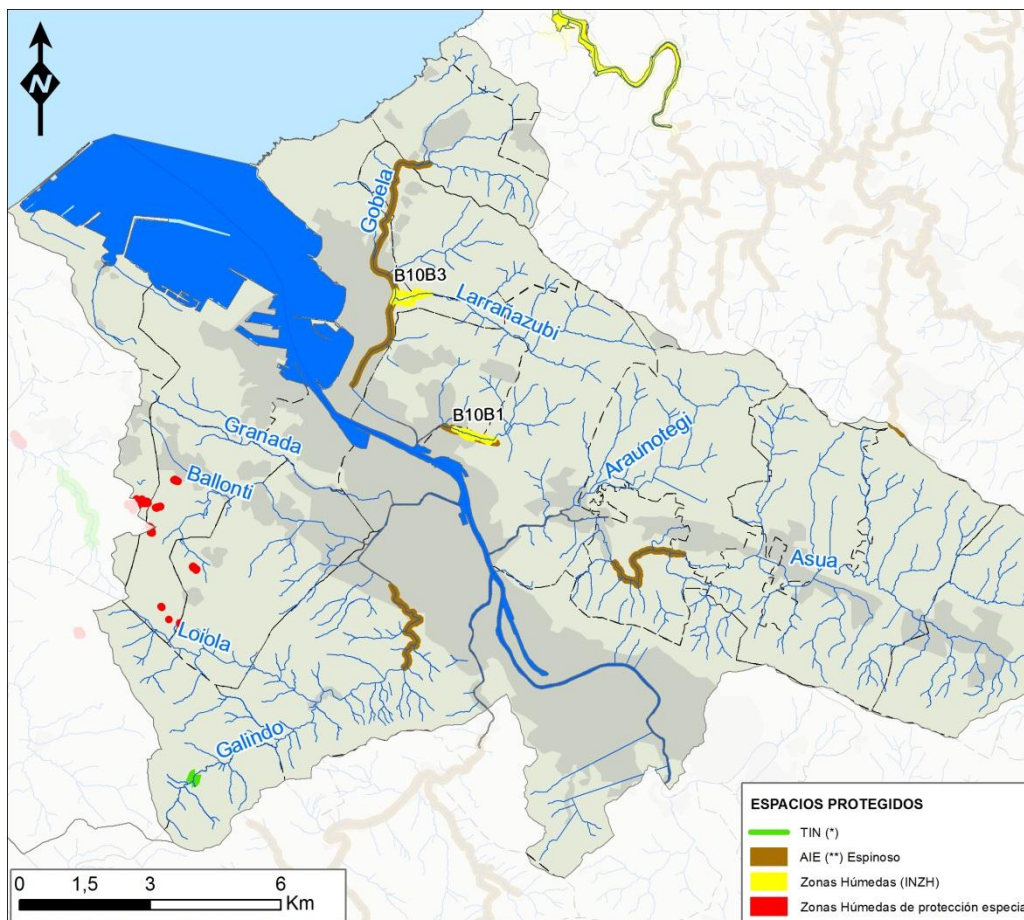 N
Gobela
B10B3
Larrañazubi
B10B1
Granada
Ballonti
Araunotegi
Asua
Loiola
Galindo
0 1,5 3 6
Km
ESPACIOS PROTEGIDOS
TIN (*)
AIE (**) Espinoso
Zonas Húmedas (INZH)
Zonas Húmedas de protección especia